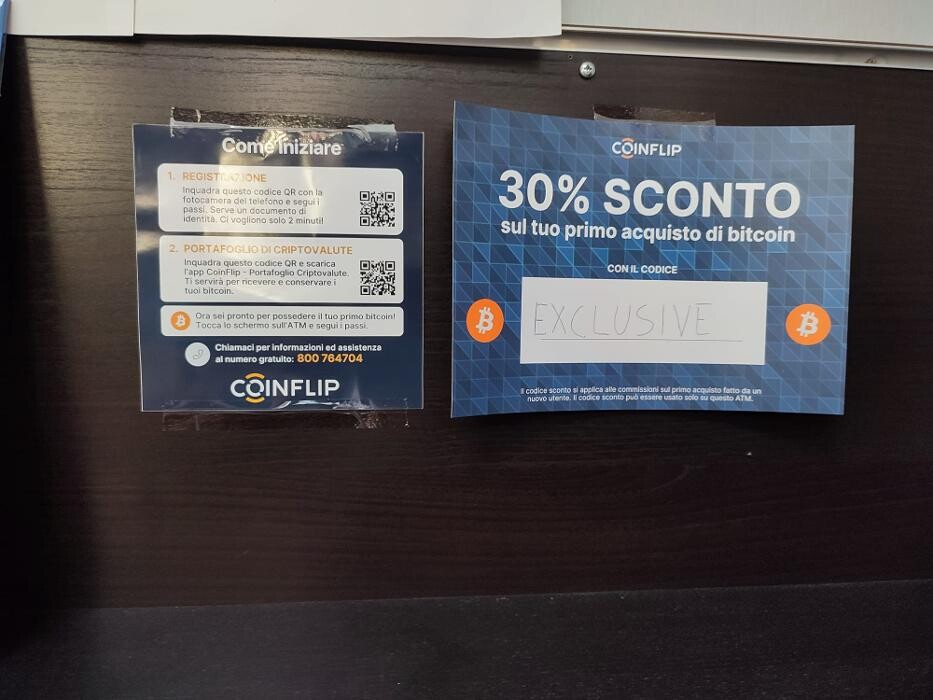 Come Iniziare
1. REGISTRAZIONE
Inquadra questo codice QR con la
fotocamera del telefono e segui i
passi. Serve un documento di
identità. Ci vogliono solo 2 minuti!
2. PORTAFOGLIO DI CRIPTOVALUTE
Inquadra questo codice QR e scarica
l'app CoinFlip - Portafoglio Criptovalute.
Ti servirà per ricevere e conservare i
tuoi bitcoin.
Ora sei pronto per possedere il tuo primo bitcoin!
Tocca lo schermo sull'ATM e segui i passi.
Chiamaci per informazioni ed assistenza
al numero gratuito: 800 764704
COINFLIP
COINFLIP
30% SCONTO
sul tuo primo acquisto di bitcoin
CON IL CODICE
EXCLUSIVE
Il codice sconto si applica alle commissioni sul primo acquisto fatto da un
nuovo utente. Il codice sconto può essere usato solo su questo ATM.